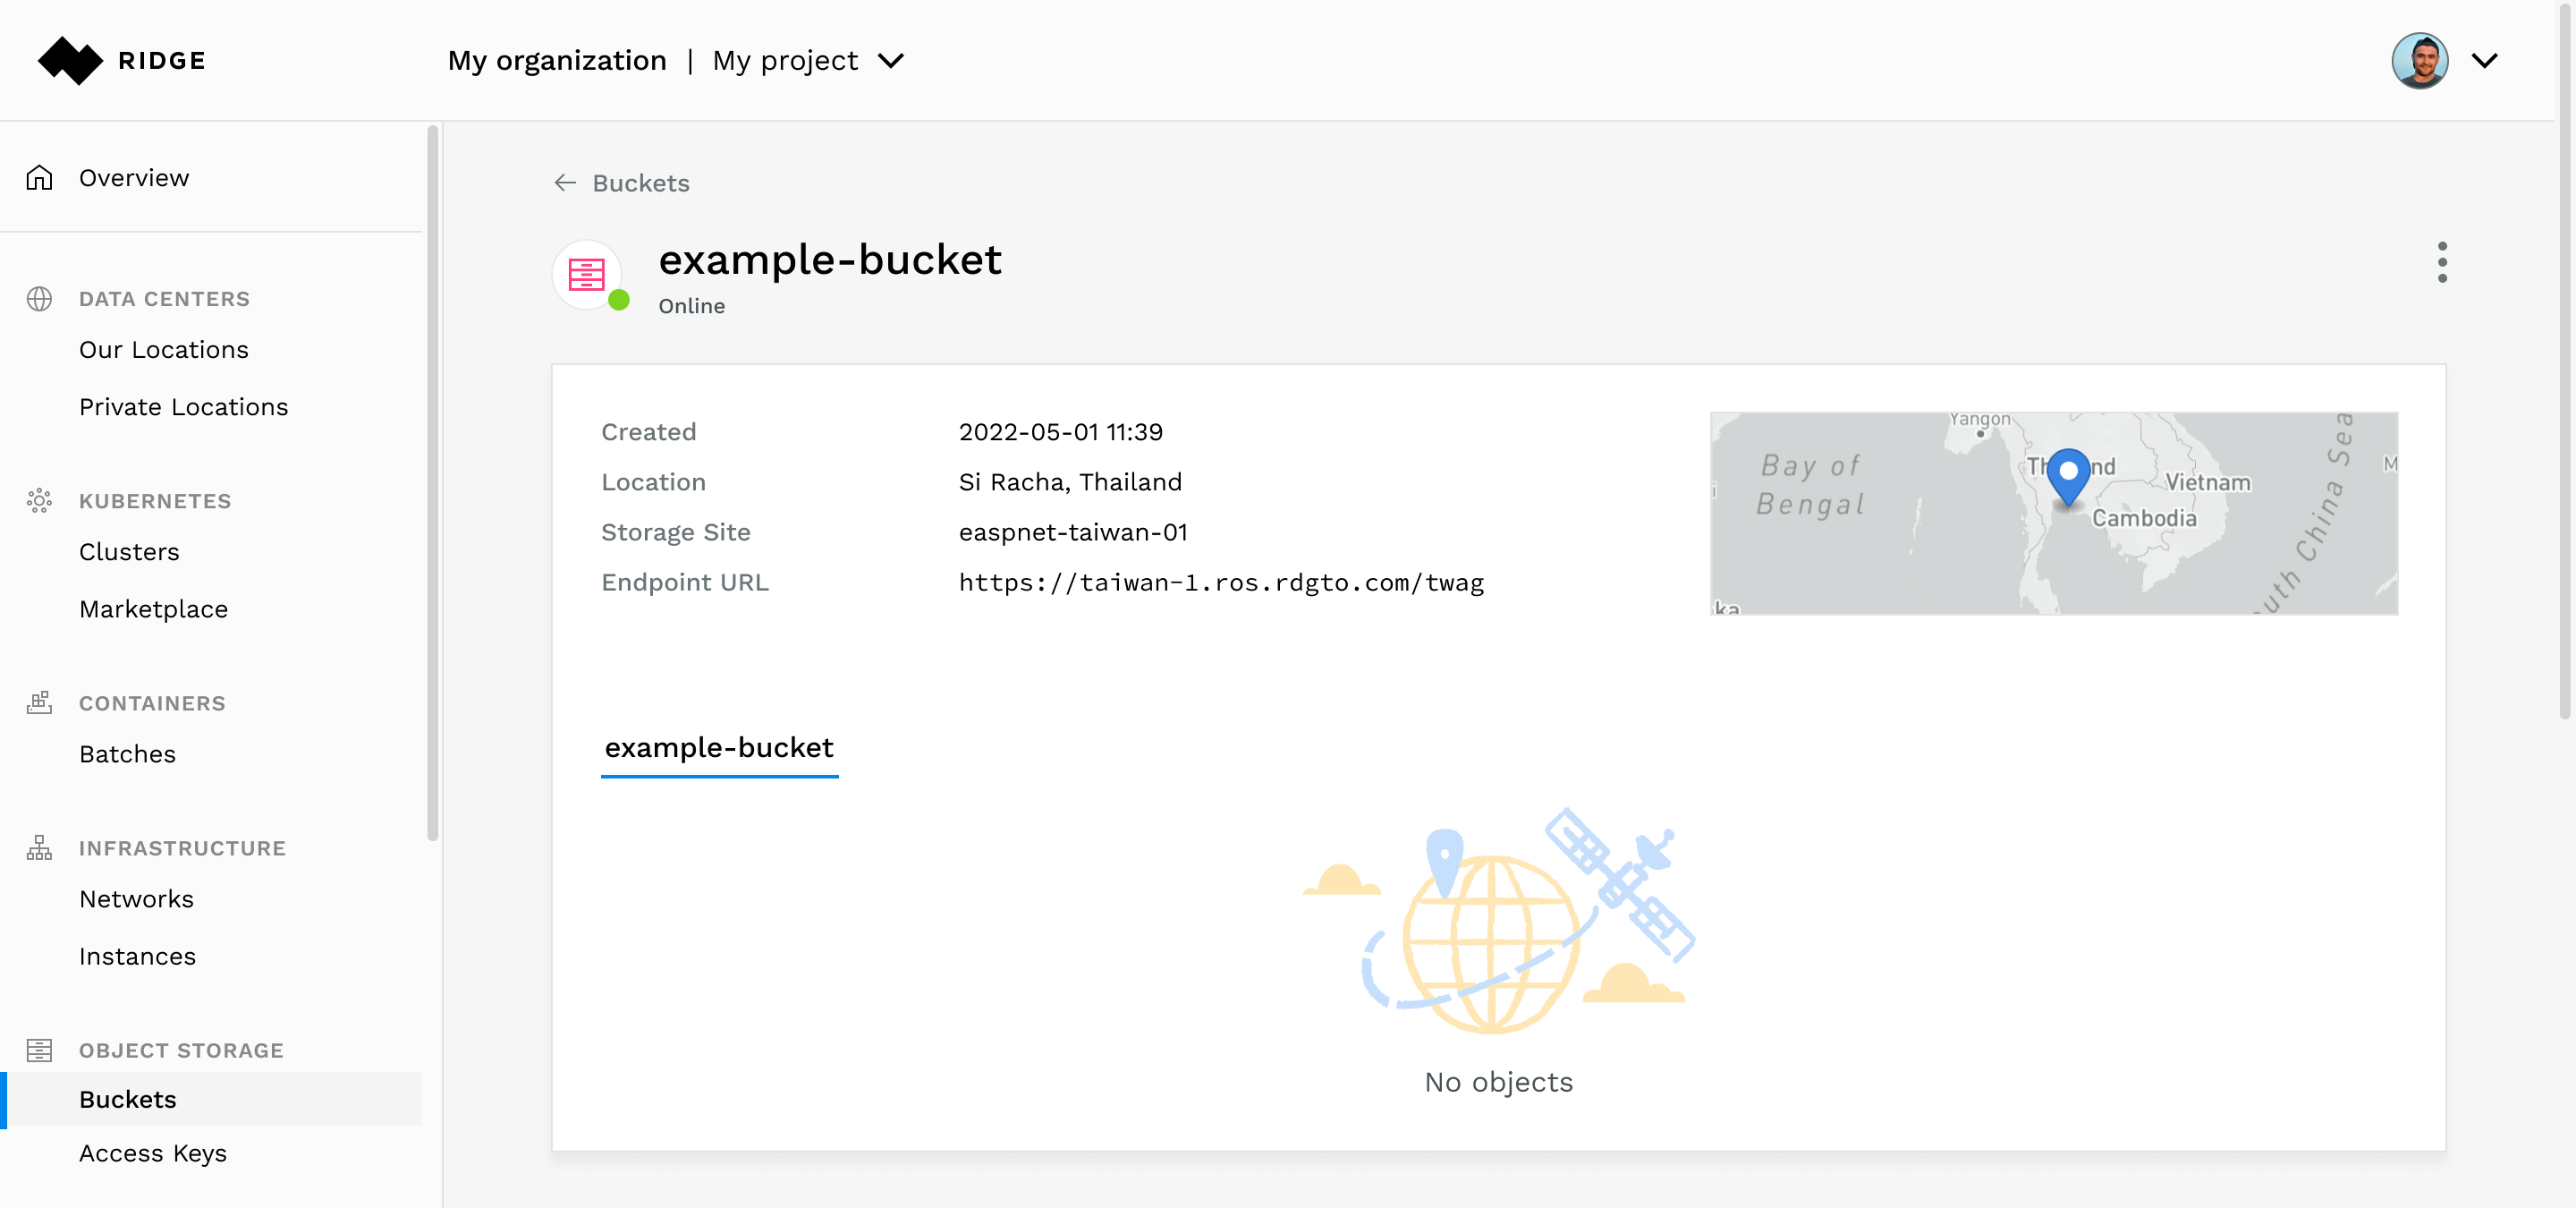 RIDGE
My organization | My project
Overview
DATA CENTERS
Our Locations
Private Locations
KUBERNETES
Clusters
Marketplace
CONTAINERS
Batches
INFRASTRUCTURE
Networks
Instances
OBJECT STORAGE
Buckets
Access Keys
Buckets
example-bucket
Online
Created 2022-05-01 11:39
Location Si Racha, Thailand
Storage Site easpnet-taiwan-01
Endpoint URL https://taiwan-1.ros.rdgto.com/twag
Yangon
Bay of
Bengal
Th nd
Vietnam
Cambodia
uth China Sea
M
i
ka
example-bucket
No objects